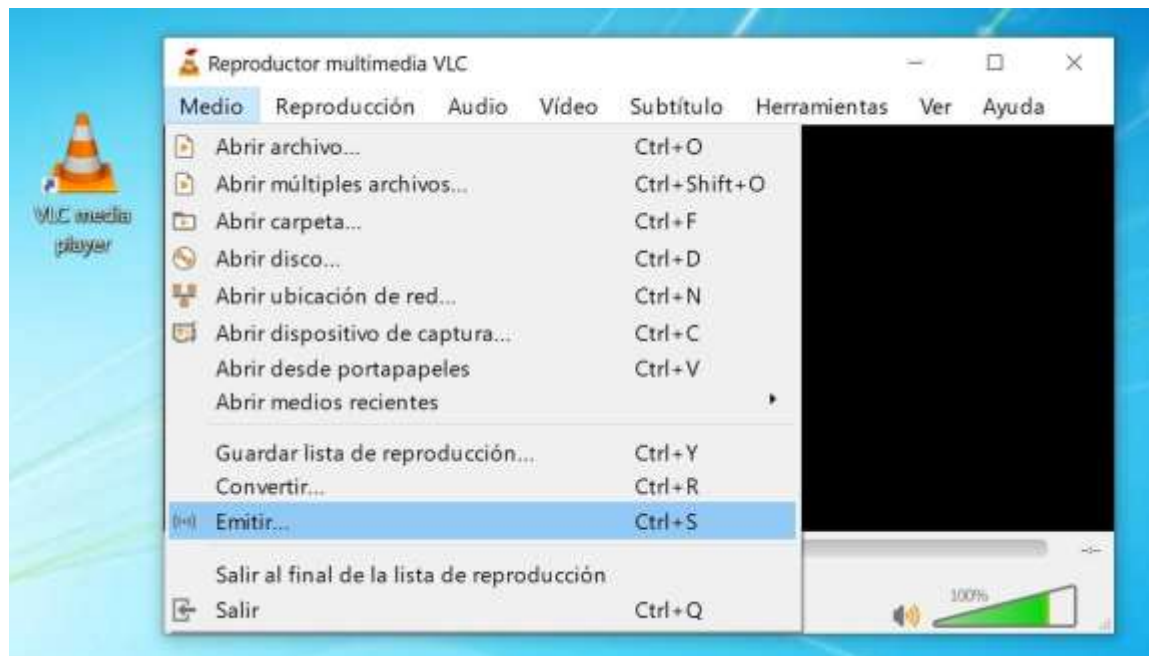 Reproductor multimedia VLC
Medio Reproducción Audio Vídeo Subtítulo Herramientas Ver Ayuda
VLC media
player
Abrir archivo... Ctrl+O
Abrir múltiples archivos... Ctrl+Shift+O
Abrir carpeta... Ctrl+F
Abrir disco... Ctrl+D
Abrir ubicación de red... Ctrl+N
Abrir dispositivo de captura... Ctrl+C
Abrir desde portapapeles Ctrl+V
Abrir medios recientes
Guardar lista de reproducción... Ctrl+Y
Convertir... Ctrl+R
Emitir... Ctrl+S
--:--
Salir al final de la lista de reproducción
100%
Salir Ctrl+Q